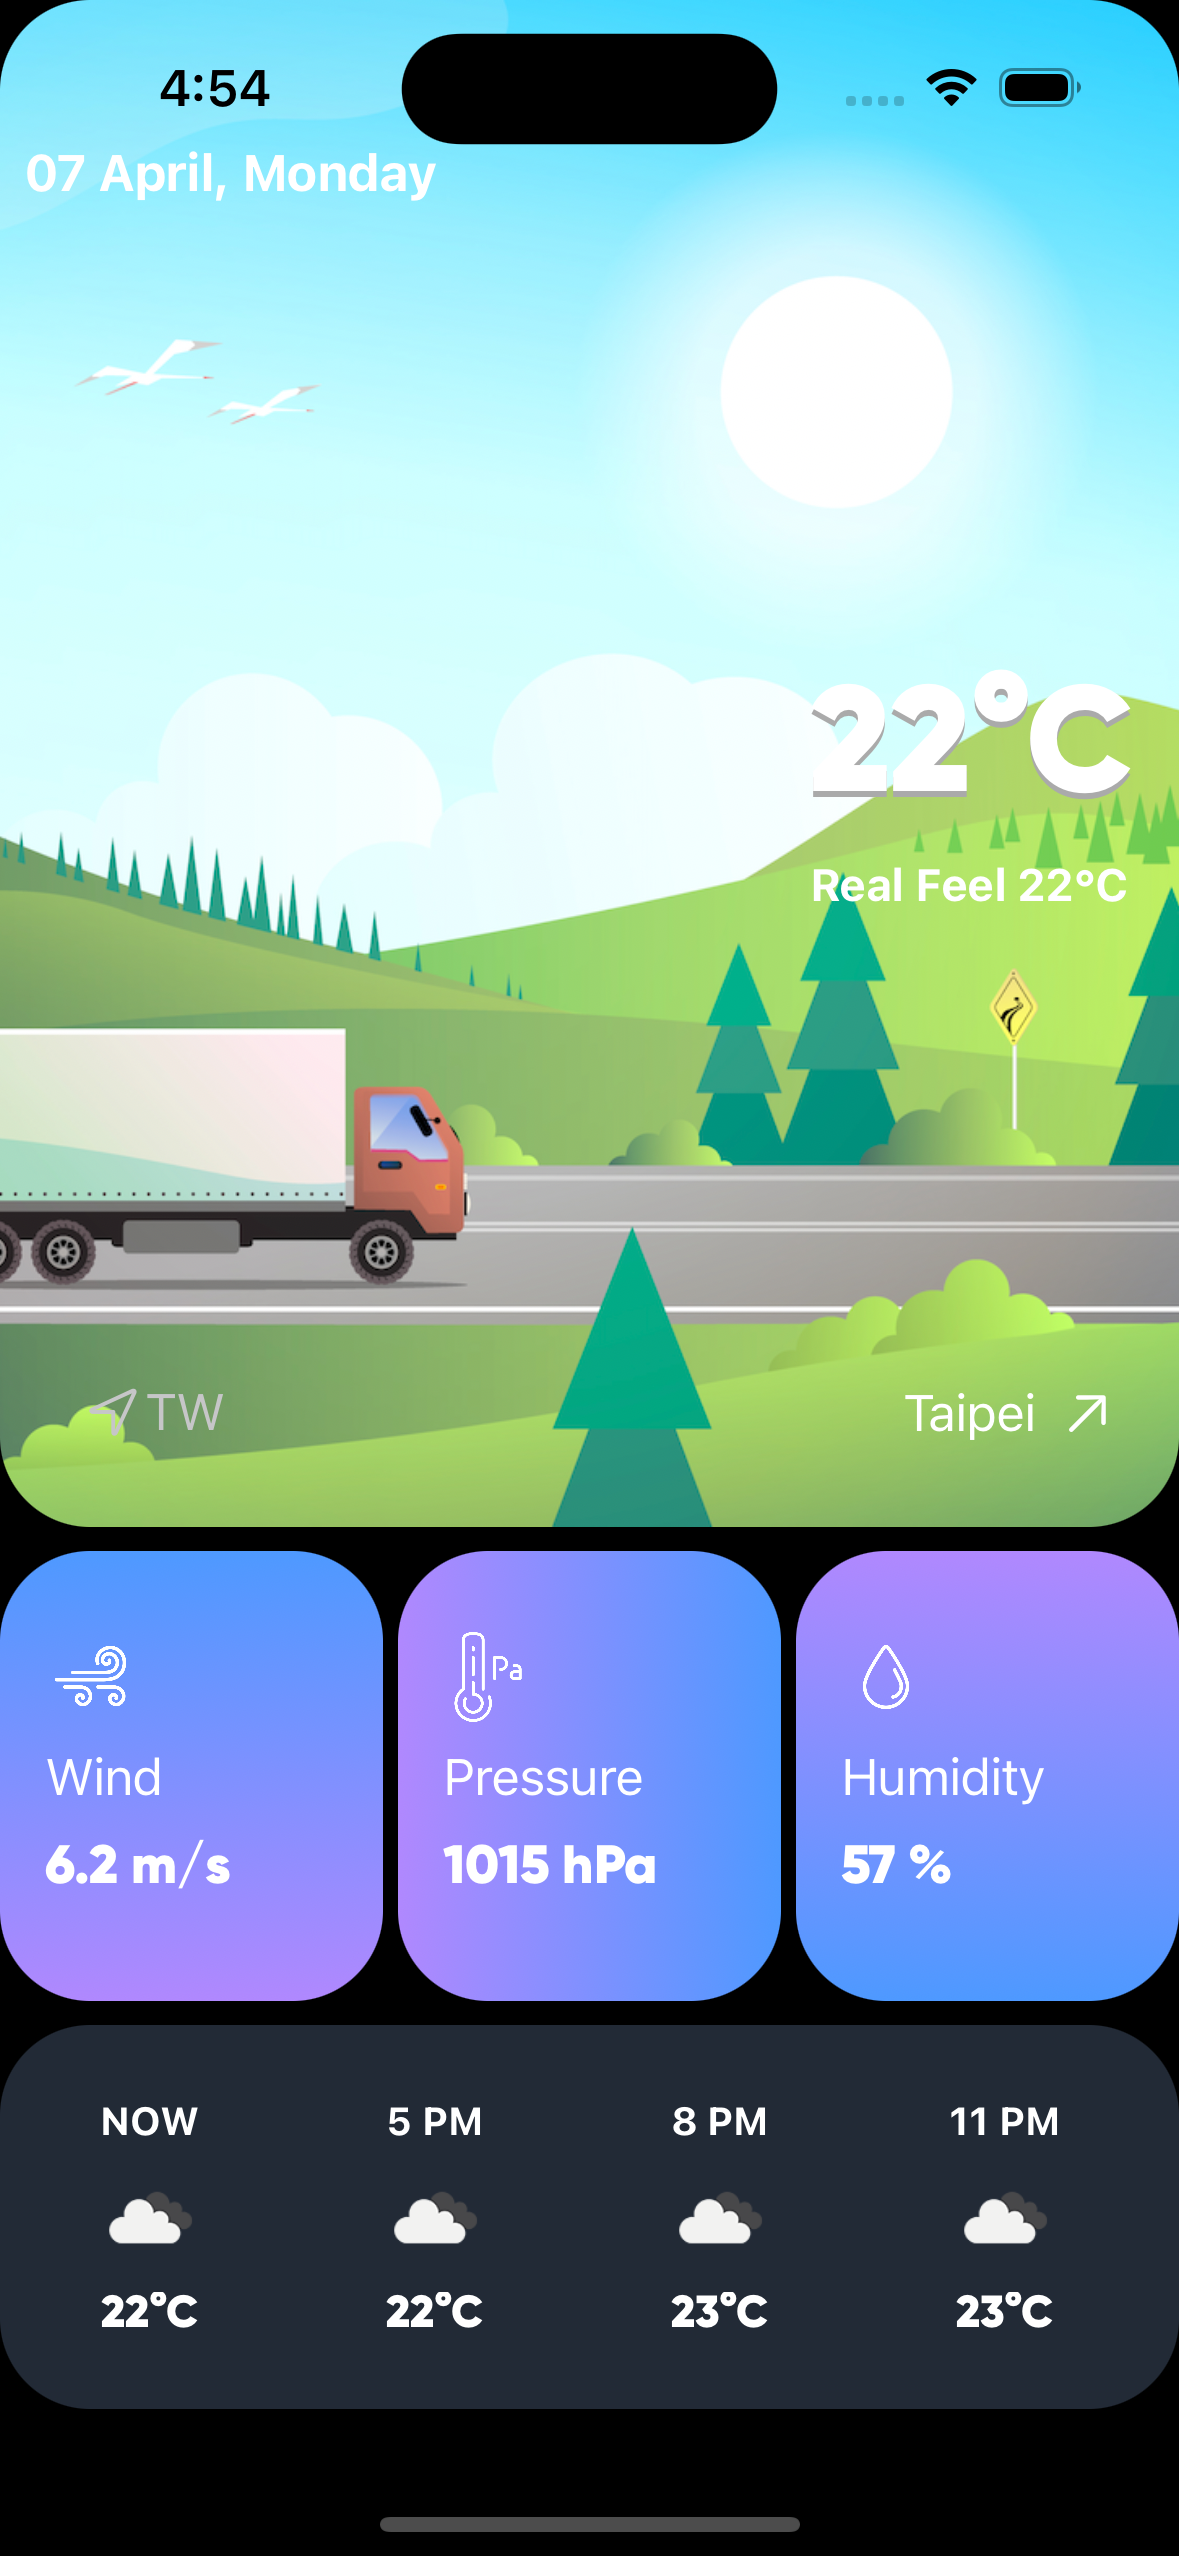 4:54
07 April, Monday
22°C
Real Feel 22°C
TW
Taipei
Wind
6.2 m/s
Pa
Pressure
1015 hPa
Humidity
57 %
NOW
5 PM
8 PM
11 PM
22°C
22°C
23°C
23°C